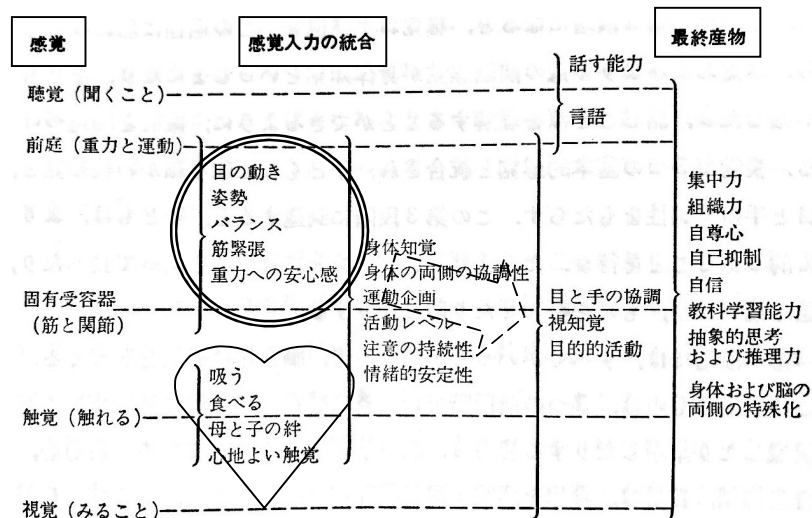 感覚
感覚入力の統合
最終産物
聴覚（聞くこと）
話す能力
言語
前庭（重力と運動）
目の動き
姿勢
バランス
筋緊張
重力への安心感
固有受容器
（筋と関節）
吸う
食べる
母と子の絆
心地よい触覚
触覚（触れる）
視覚（みること）
身体知覚
身体の両側の協調性
運動企画
活動レベル
注意の持続性
情緒的安定性
目と手の協調
視知覚
目的的活動
集中力
組織力
自尊心
自己抑制
自信
教科学習能力
抽象的思考
および推理力
身体および脳の
両側の特殊化